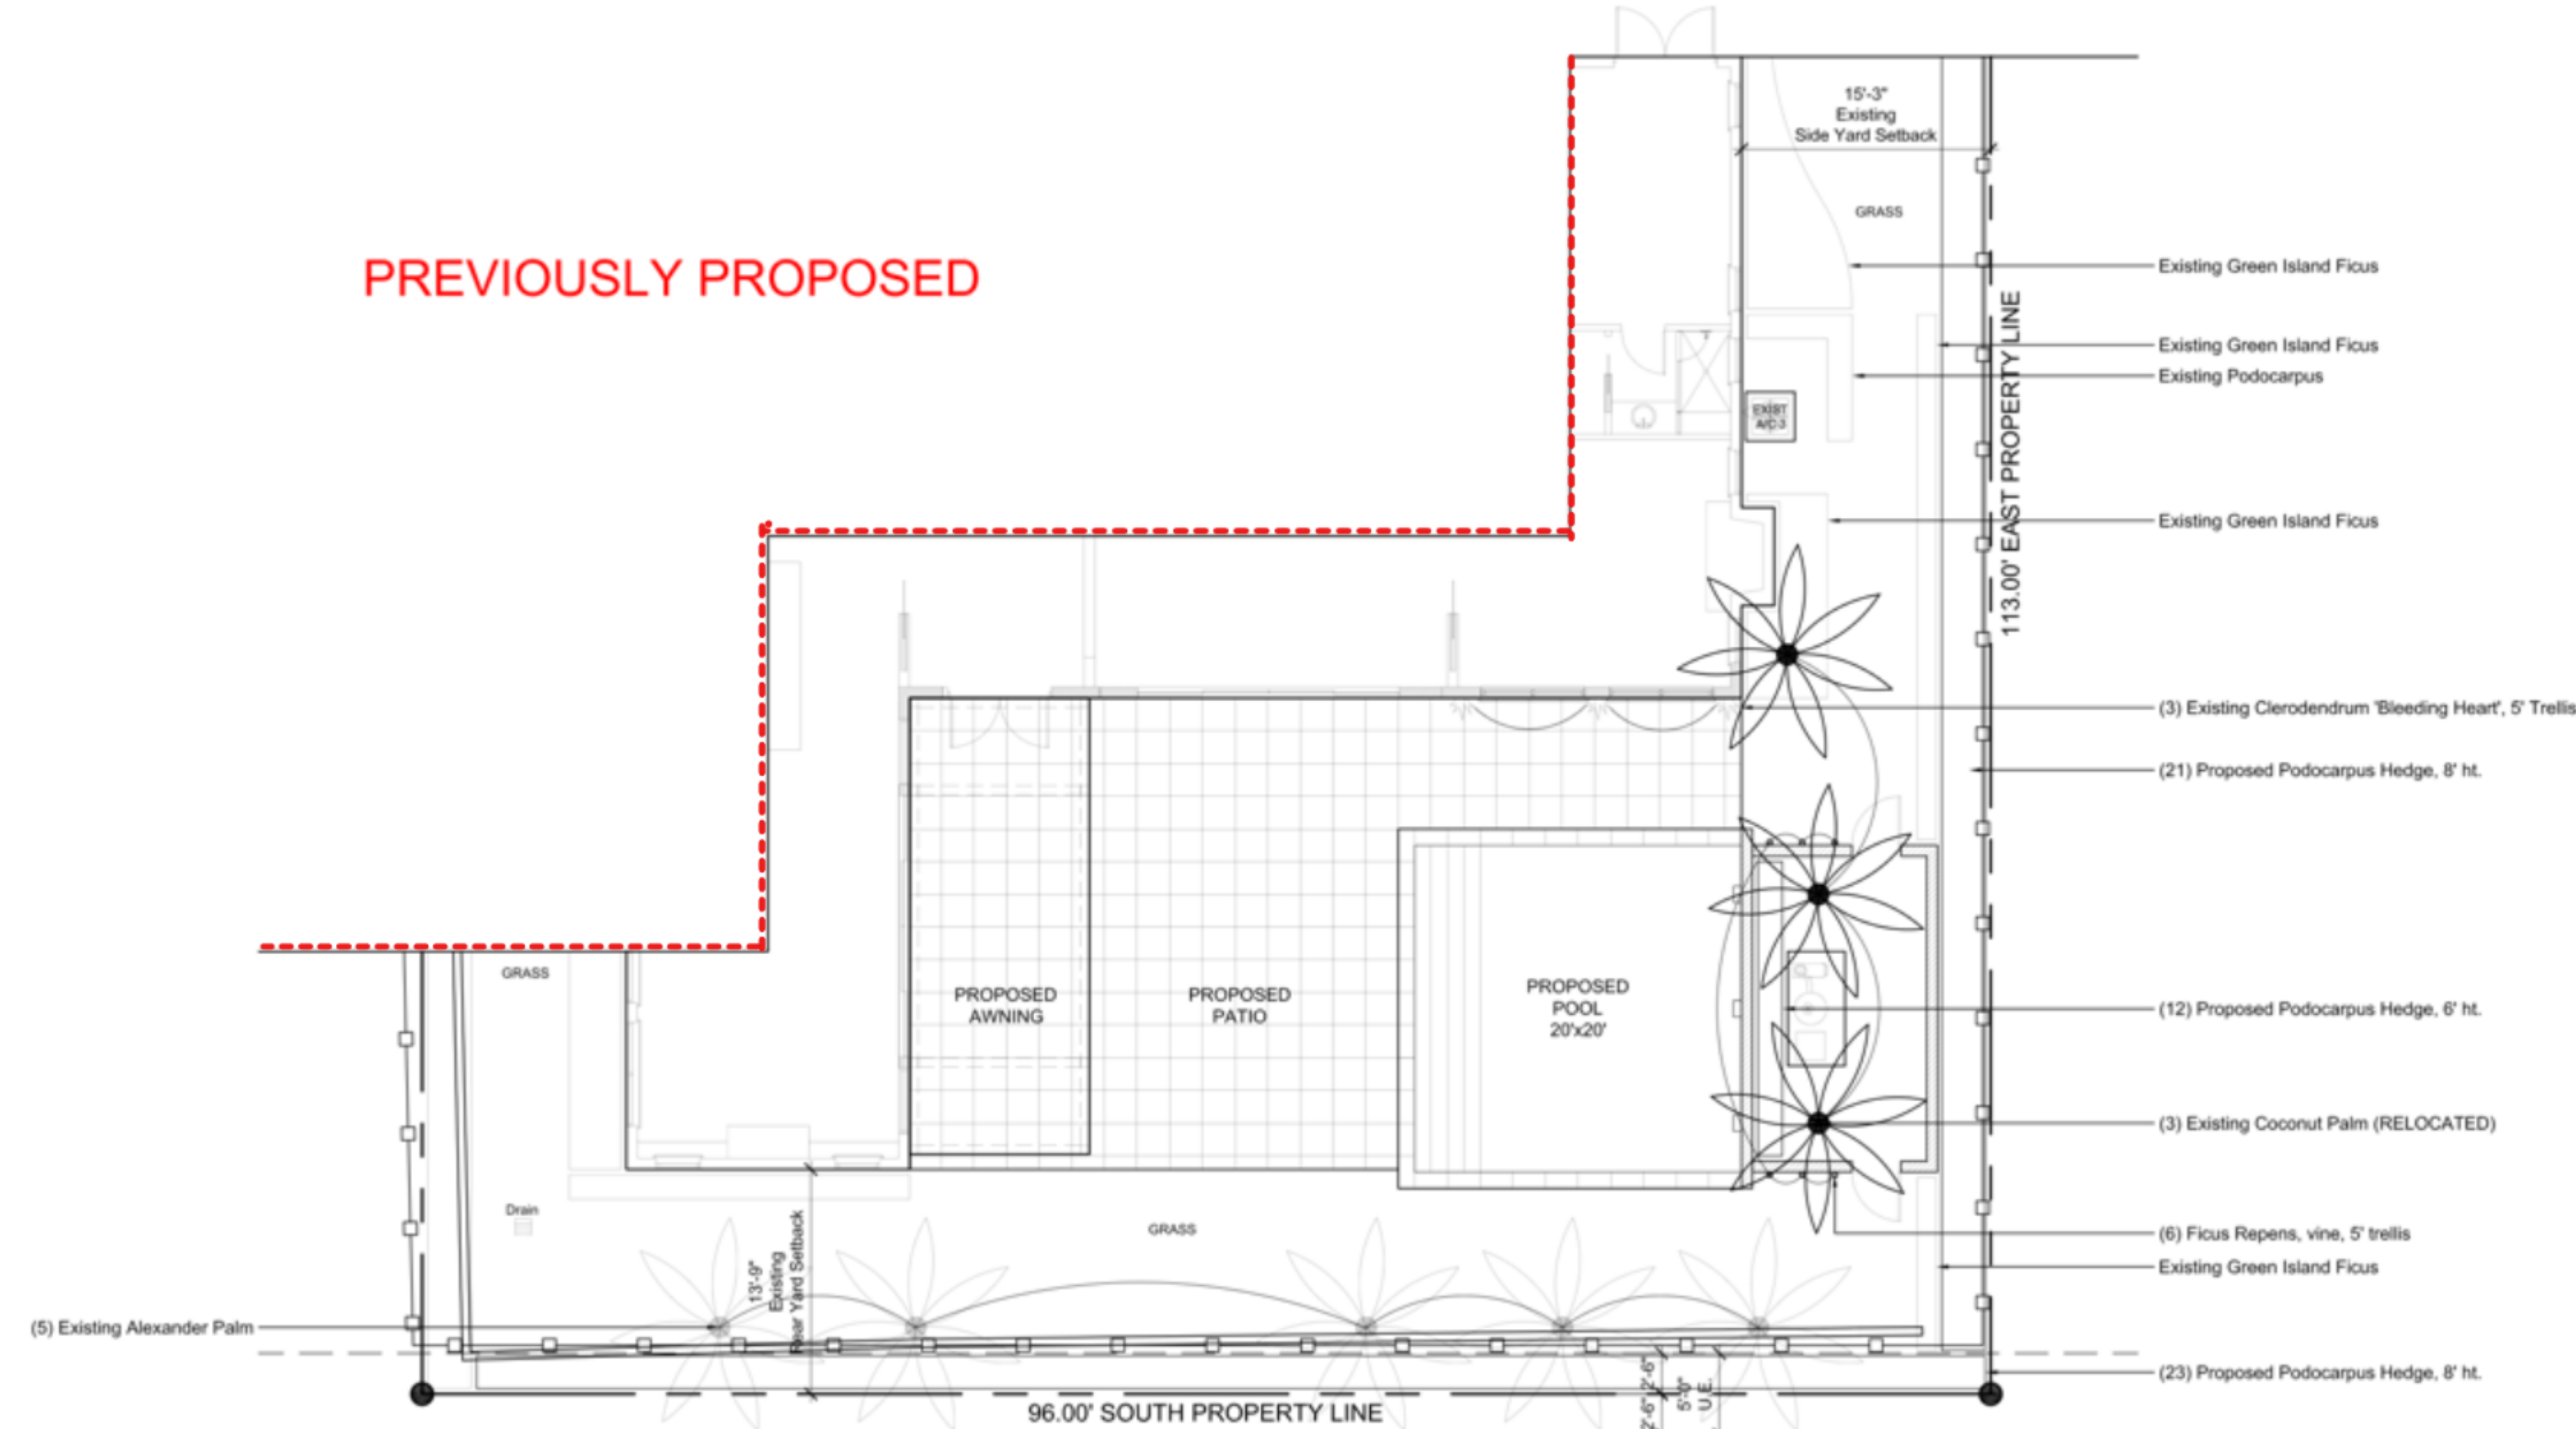 15'-3"
Existing
Side Yard Setback
GRASS
PREVIOUSLY PROPOSED
Existing Green Island Ficus
113.00' EAST PROPERTY LINE
Existing Green Island Ficus
Existing Podocarpus
EXIST
A/C 3
Existing Green Island Ficus
(3) Existing Clerodendrum 'Bleeding Heart', 5' Trellis
(21) Proposed Podocarpus Hedge, 8' ht.
GRASS
PROPOSED
AWNING
PROPOSED
PATIO
PROPOSED
POOL
20'x20'
(12) Proposed Podocarpus Hedge, 6' ht.
(3) Existing Coconut Palm (RELOCATED)
Drain
GRASS
13'-9"
Existing
Rear Yard Setback
(6) Ficus Repens, vine, 5' trellis
Existing Green Island Ficus
(5) Existing Alexander Palm
2'-6" 2'-6"
5'-0"
U.E.
(23) Proposed Podocarpus Hedge, 8' ht.
96.00' SOUTH PROPERTY LINE